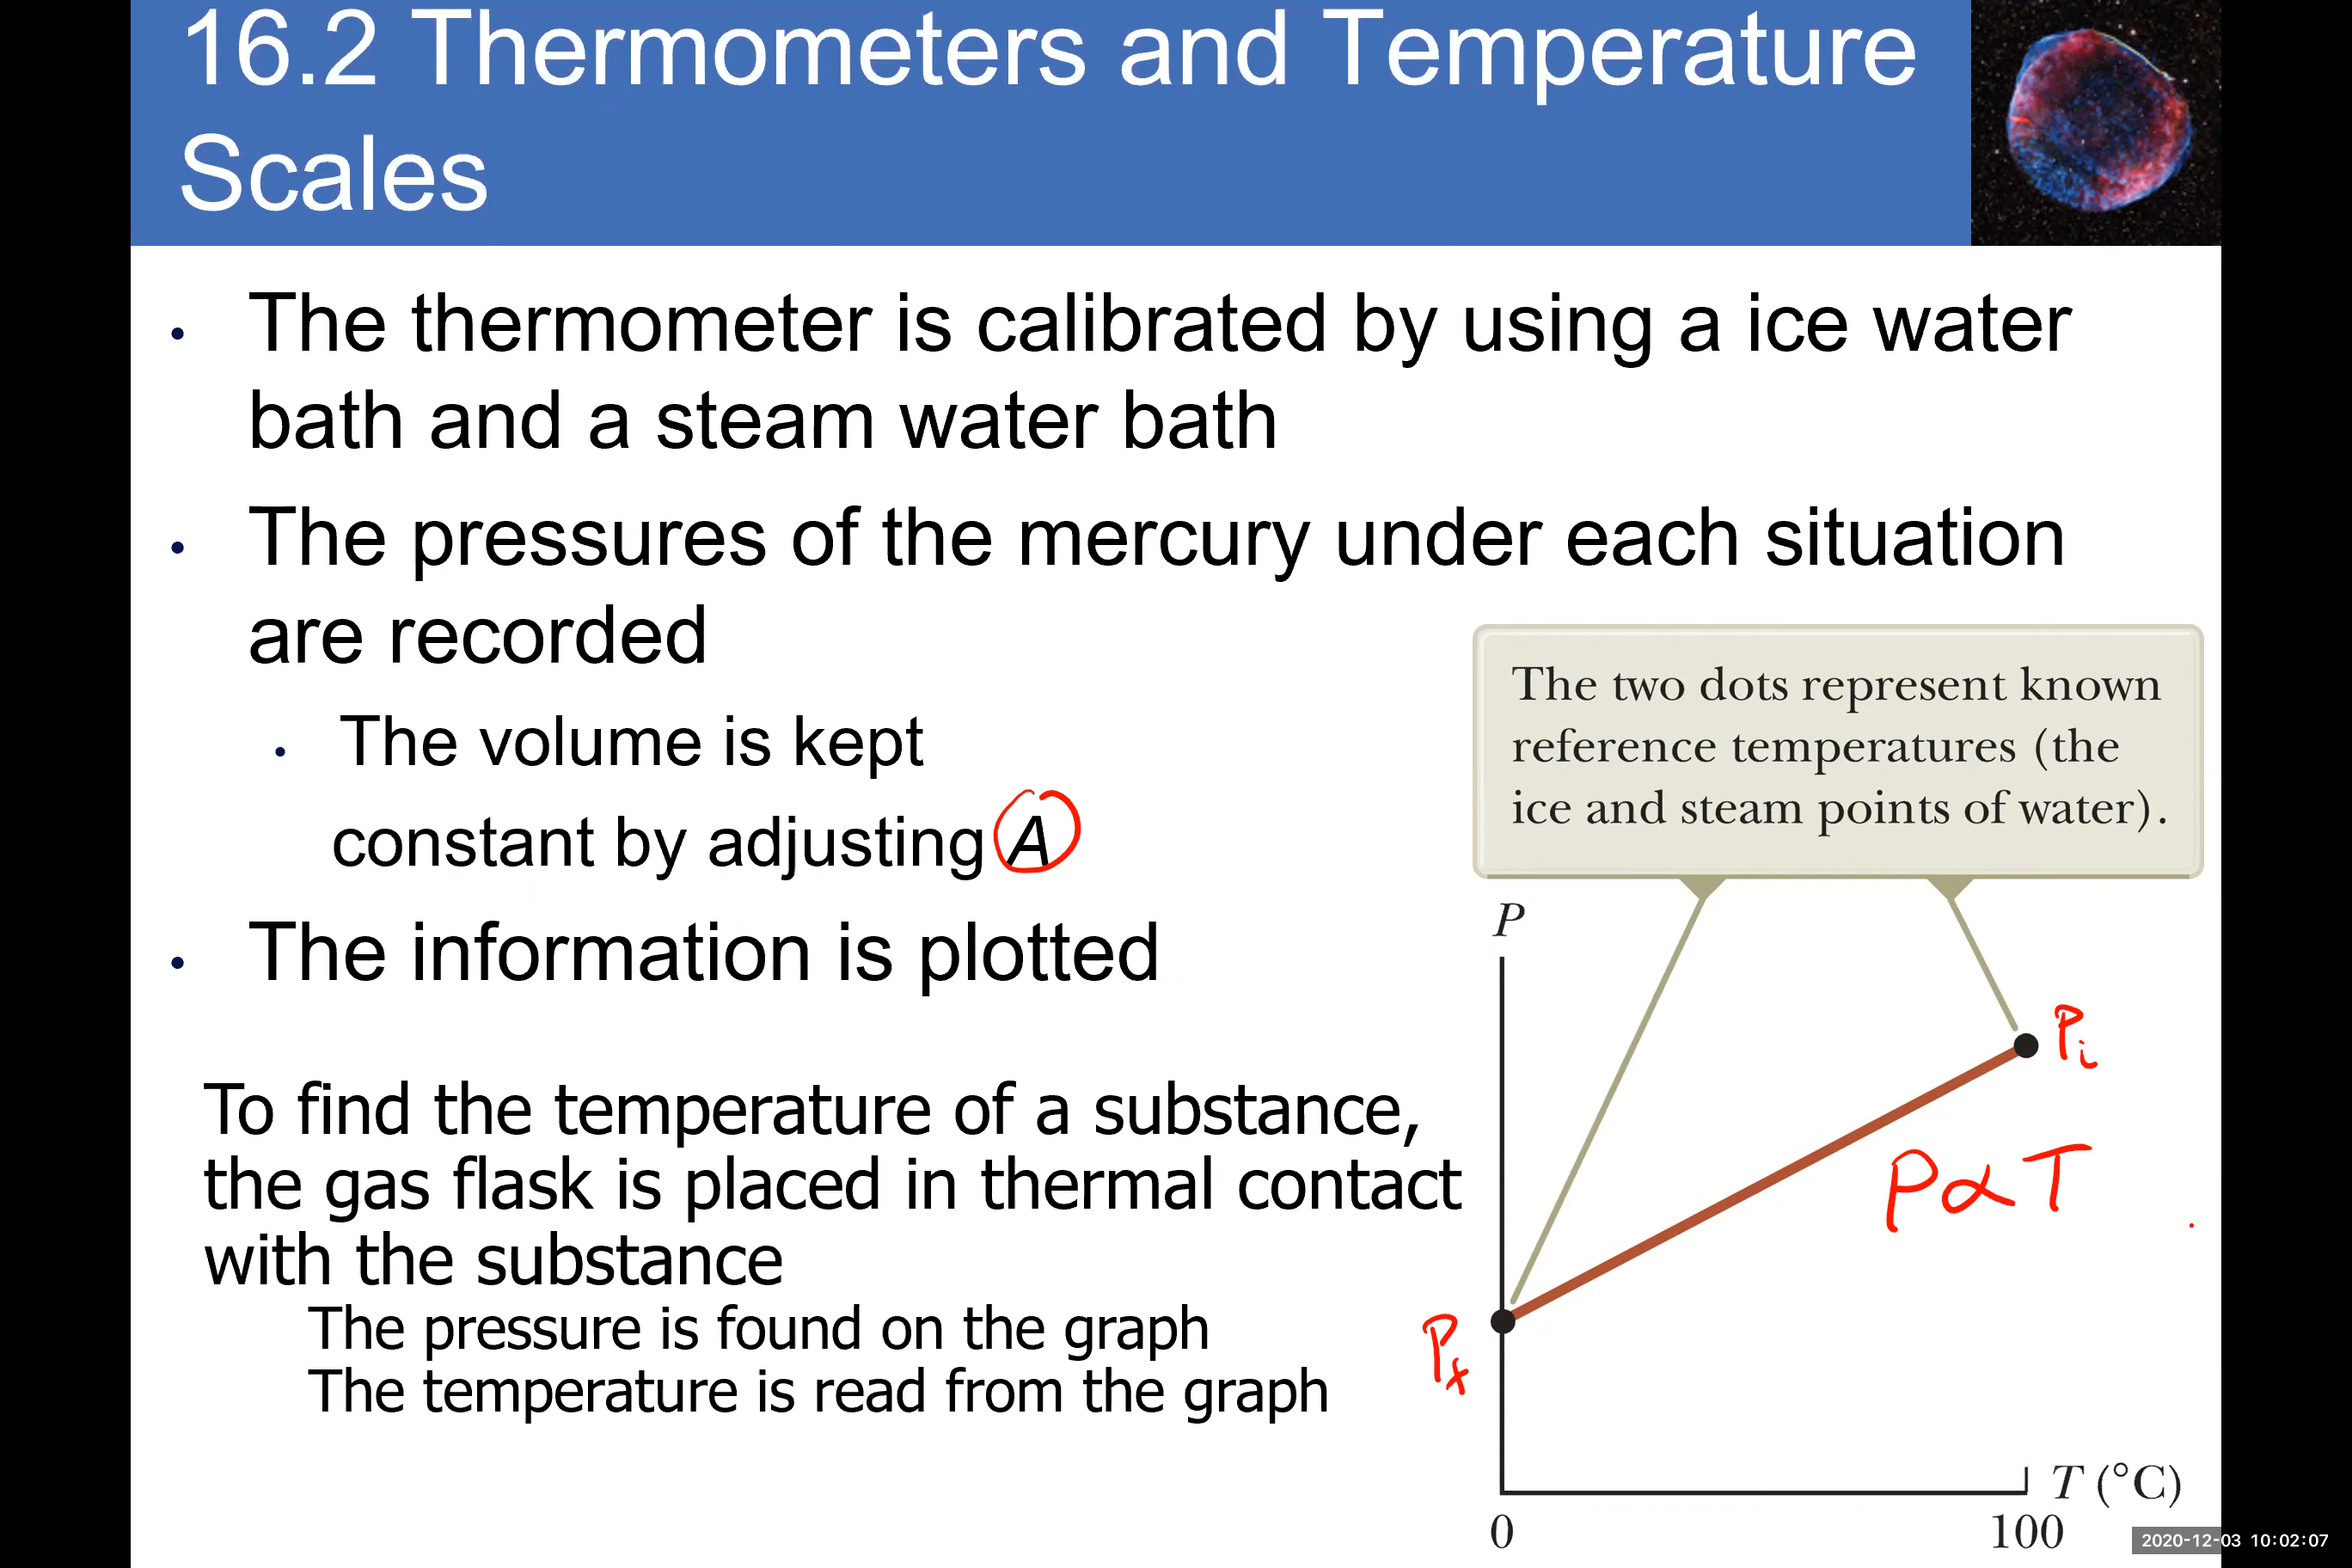 16.2 Thermometers and Temperature
Scales
• The thermometer is calibrated by using a ice water
bath and a steam water bath
• The pressures of the mercury under each situation
are recorded
• The volume is kept
constant by adjusting A
• The information is plotted
To find the temperature of a substance,
the gas flask is placed in thermal contact
with the substance
The pressure is found on the graph
The temperature is read from the graph
The two dots represent known
reference temperatures (the
ice and steam points of water).
P
Pi
P∝T
Pf
T (°C)
0
100
2020-12-03 10:02:07